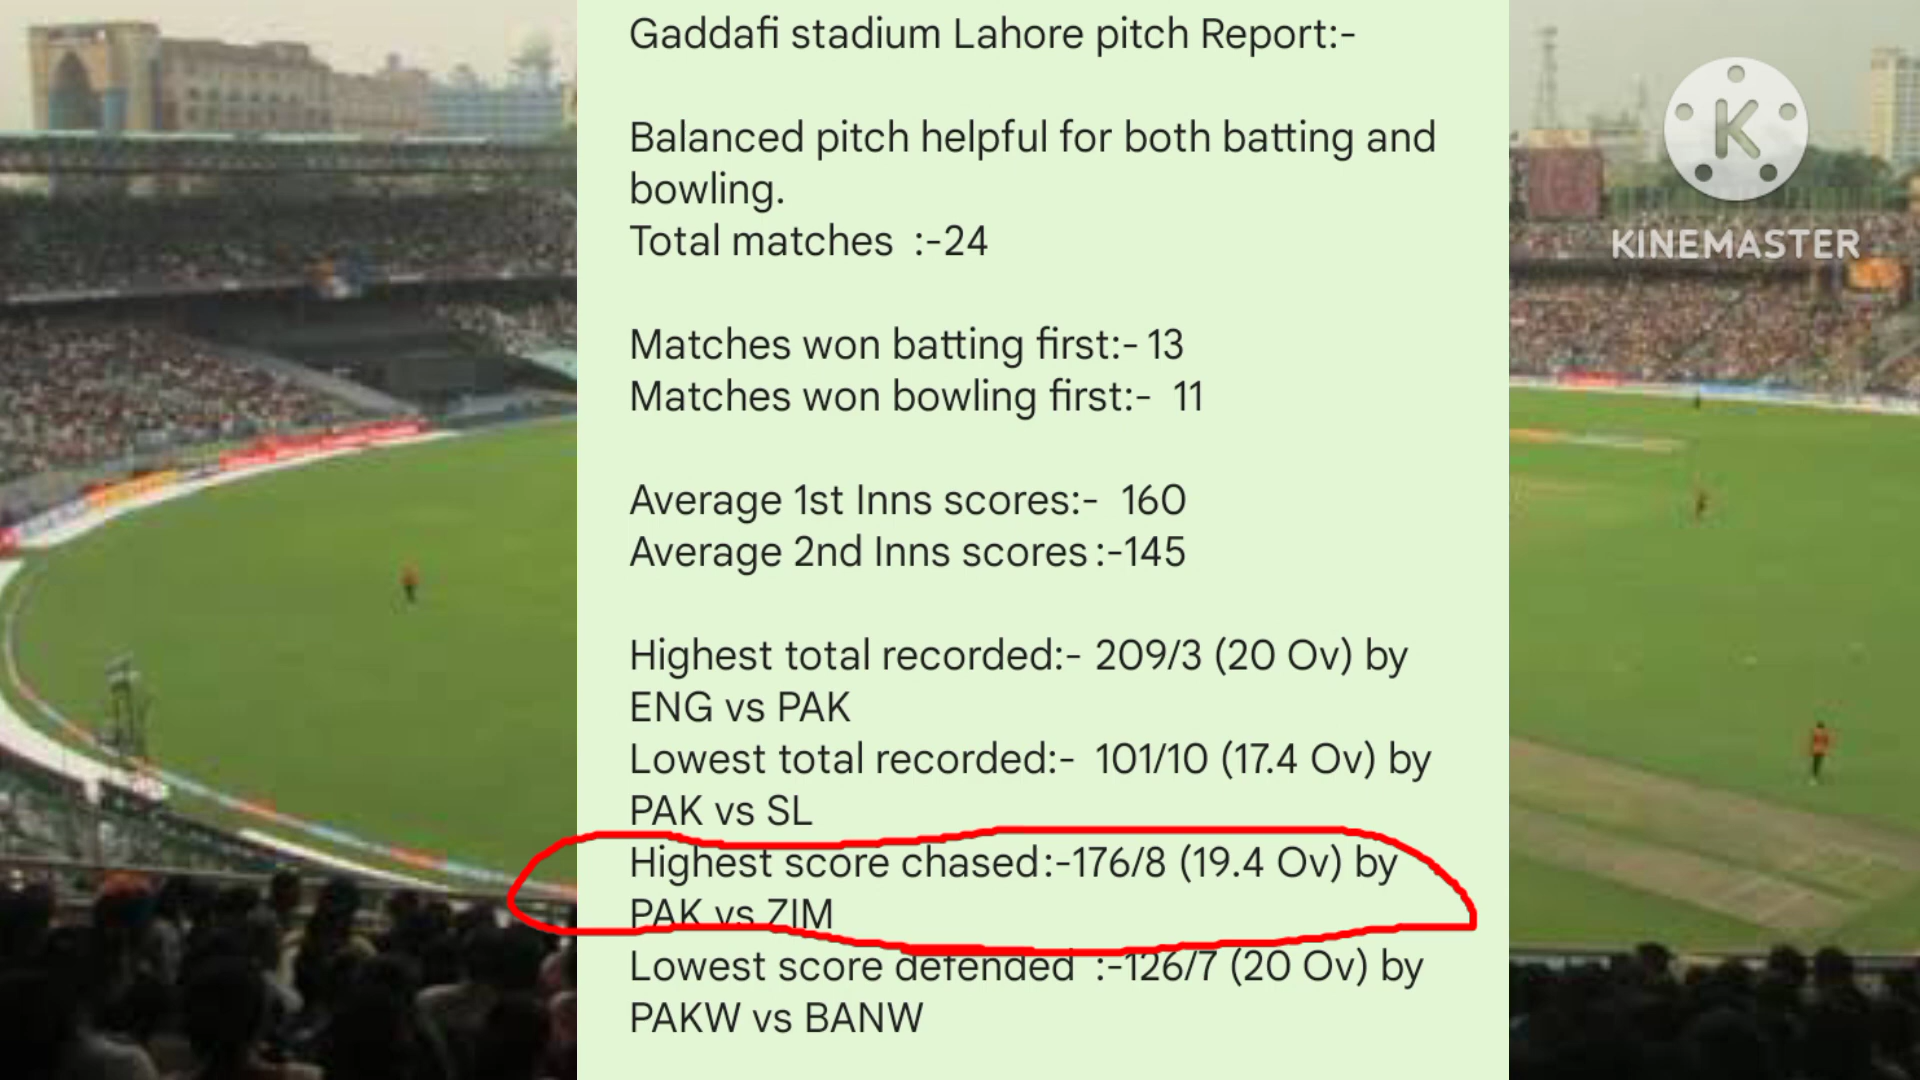 Gaddafi stadium Lahore pitch Report:-
Balanced pitch helpful for both batting and
bowling.
Total matches :-24
Matches won batting first:- 13
Matches won bowling first:- 11
Average 1st Inns scores:- 160
Average 2nd Inns scores:-145
Highest total recorded:- 209/3 (20 Ov) by
ENG vs PAK
Lowest total recorded:- 101/10 (17.4 Ov) by
PAK vs SL
Highest score chased:-176/8 (19.4 Ov) by
PAK vs ZIM
Lowest score defended :-126/7 (20 Ov) by
PAKW vs BANW
K
KINEMASTER